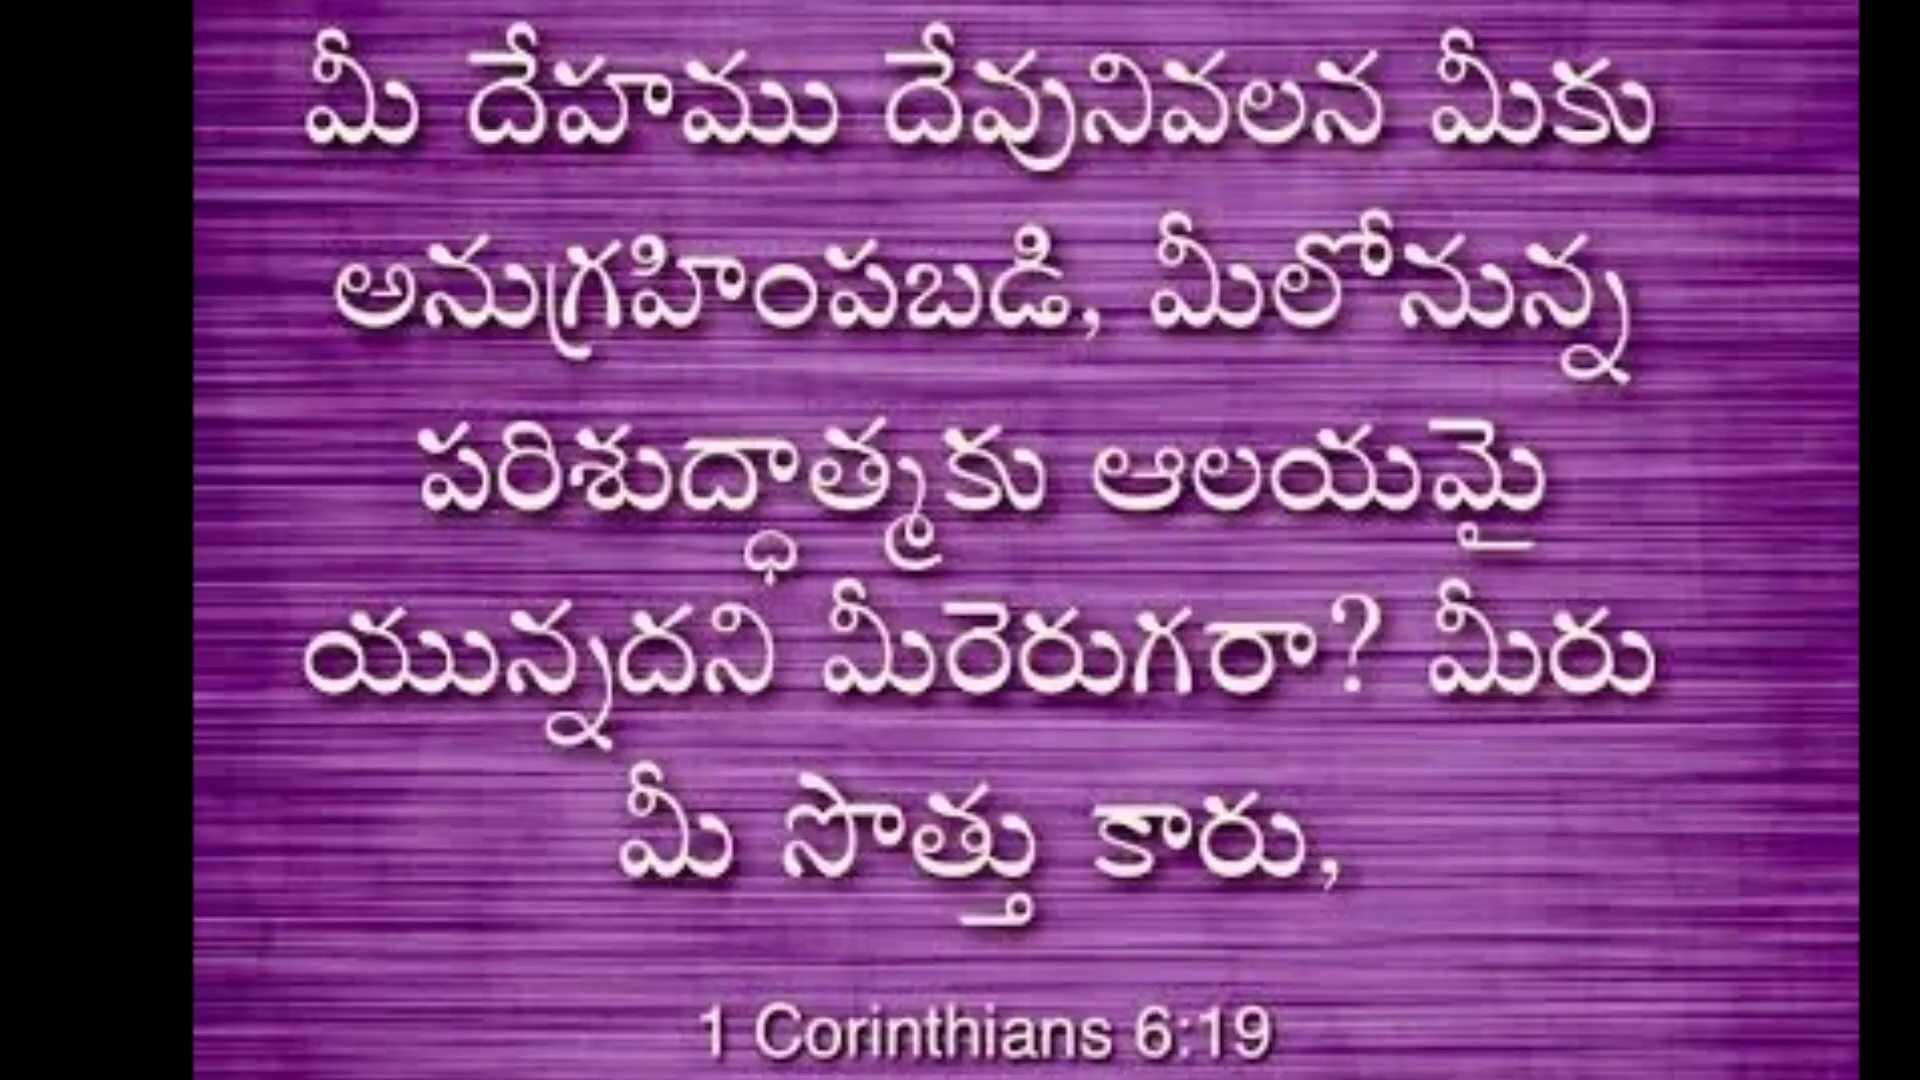 మీ దేహము దేవునివలన మీకు
అనుగ్రహింపబడి, మీలోనున్న
పరిశుద్ధాత్మకు ఆలయమై
యున్నదని మీరెరుగరా? మీరు
మీ సొత్తు కారు,
1 Corinthians 6:19